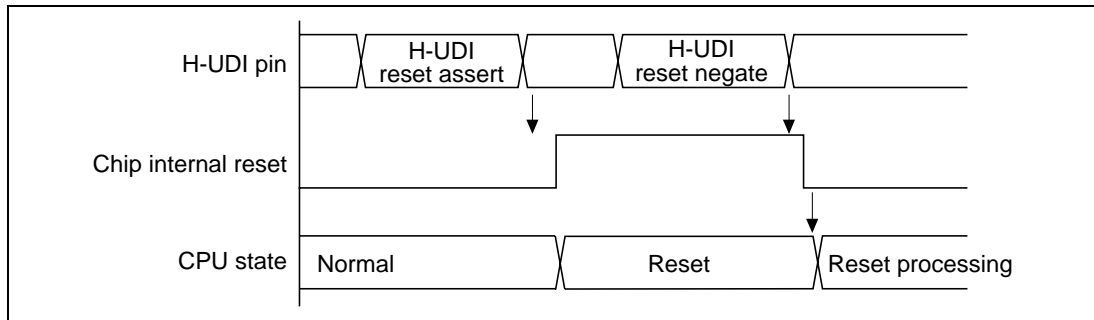 H-UDI pin
H-UDI
reset assert
H-UDI
reset negate
Chip internal reset
CPU state
Normal
Reset
Reset processing